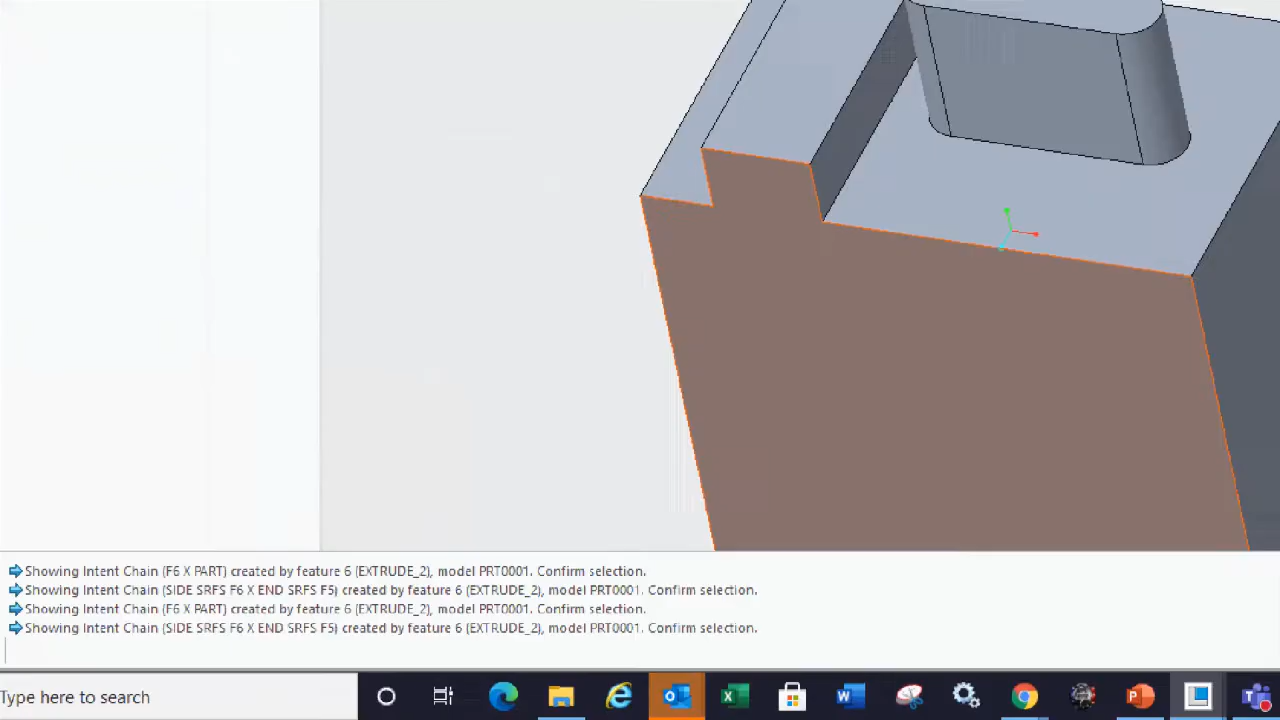 Showing Intent Chain (F6 X PART) created by feature 6 (EXTRUDE_2), model PRT0001. Confirm selection.
Showing Intent Chain (SIDE SRFS F6 X END SRFS F5) created by feature 6 (EXTRUDE_2), model PRT0001. Confirm selection.
Showing Intent Chain (F6 X PART) created by feature 6 (EXTRUDE_2), model PRT0001. Confirm selection.
Showing Intent Chain (SIDE SRFS F6 X END SRFS F5) created by feature 6 (EXTRUDE_2), model PRT0001. Confirm selection.
Type here to search